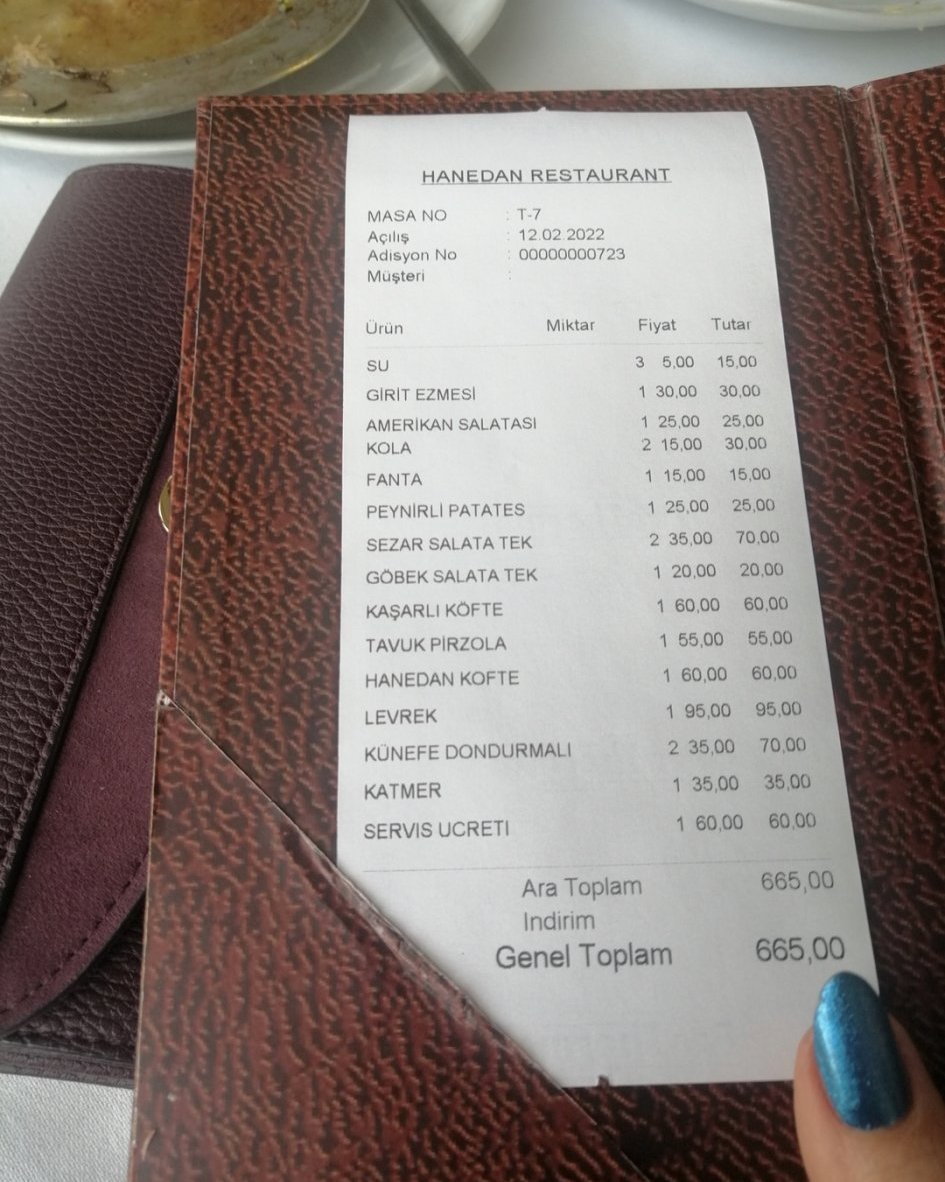 HANEDAN RESTAURANT
MASA NO : T-7
Açılış : 12.02.2022
Adisyon No : 00000000723
Müşteri :
Ürün Miktar Fiyat Tutar
SU 3 5,00 15,00
GİRİT EZMESİ 1 30,00 30,00
AMERİKAN SALATASI 1 25,00 25,00
KOLA 2 15,00 30,00
FANTA 1 15,00 15,00
PEYNİRLİ PATATES 1 25,00 25,00
SEZAR SALATA TEK 2 35,00 70,00
GÖBEK SALATA TEK 1 20,00 20,00
KAŞARLI KÖFTE 1 60,00 60,00
TAVUK PİRZOLA 1 55,00 55,00
HANEDAN KOFTE 1 60,00 60,00
LEVREK 1 95,00 95,00
KÜNEFE DONDURMALI 2 35,00 70,00
KATMER 1 35,00 35,00
SERVIS UCRETI 1 60,00 60,00
Ara Toplam 665,00
Indirim
Genel Toplam 665,00